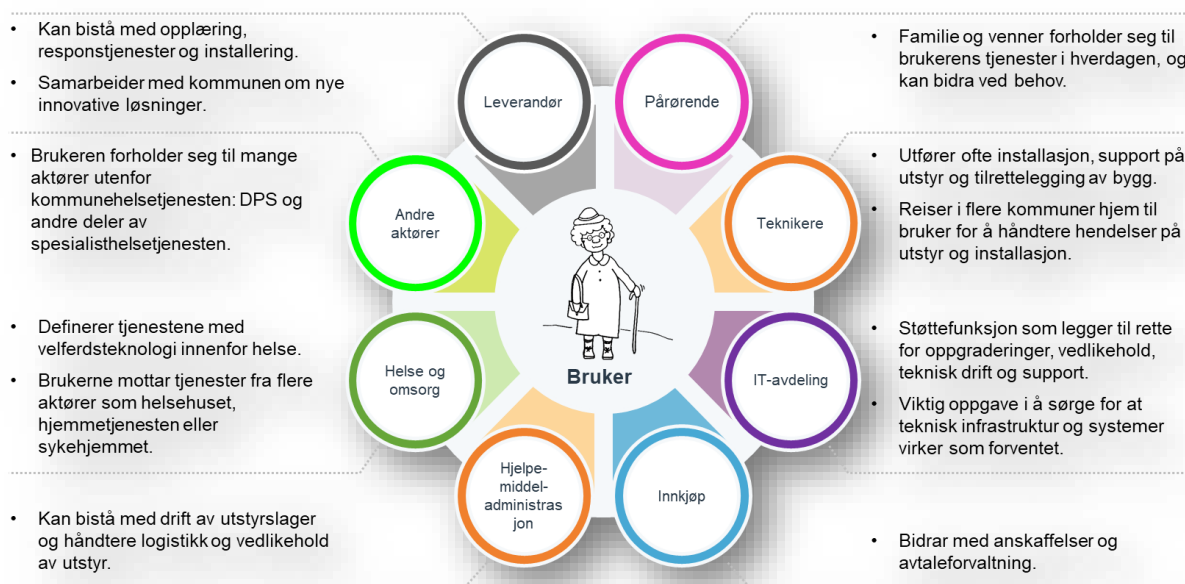 • Kan bistå med opplæring,
responstjenester og installering.
• Samarbeider med kommunen om nye
innovative løsninger.
• Brukeren forholder seg til mange
aktører utenfor
kommunehelsetjenesten: DPS og
andre deler av
spesialisthelsetjenesten.
• Definerer tjenestene med
velferdsteknologi innenfor helse.
• Brukerne mottar tjenester fra flere
aktører som helsehuset,
hjemmetjenesten eller
sykehjemmet.
• Kan bistå med drift av utstyrslager
og håndtere logistikk og vedlikehold
av utstyr.
Leverandør
Pårørende
Andre
aktører
Teknikere
Helse og
omsorg
Bruker
IT-avdeling
Hjelpe-
middel-
administras
jon
Innkjøp
• Familie og venner forholder seg til
brukerens tjenester i hverdagen, og
kan bidra ved behov.
• Utfører ofte installasjon, support på
utstyr og tilrettelegging av bygg.
• Reiser i flere kommuner hjem til
bruker for å håndtere hendelser på
utstyr og installasjon.
• Støttefunksjon som legger til rette
for oppgraderinger, vedlikehold,
teknisk drift og support.
• Viktig oppgave i å sørge for at
teknisk infrastruktur og systemer
virker som forventet.
• Bidrar med anskaffelser og
avtaleforvaltning.